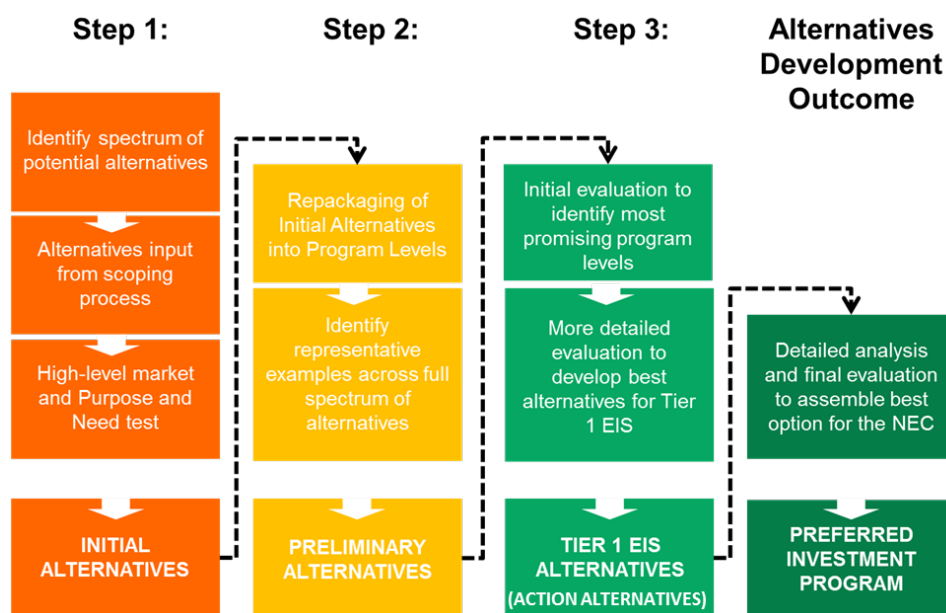 Step 1:
Identify spectrum of
potential alternatives
Alternatives input
from scoping
process
High-level market
and Purpose and
Need test
INITIAL
ALTERNATIVES
Step 2:
Repackaging of
Initial Alternatives
into Program Levels
Identify
representative
examples across full
spectrum of
alternatives
PRELIMINARY
ALTERNATIVES
Step 3:
Initial evaluation to
identify most
promising program
levels
More detailed
evaluation to
develop best
alternatives for Tier
1 EIS
TIER 1 EIS
ALTERNATIVES
(ACTION ALTERNATIVES)
Alternatives
Development
Outcome
Detailed analysis
and final evaluation
to assemble best
option for the NEC
PREFERRED
INVESTMENT
PROGRAM